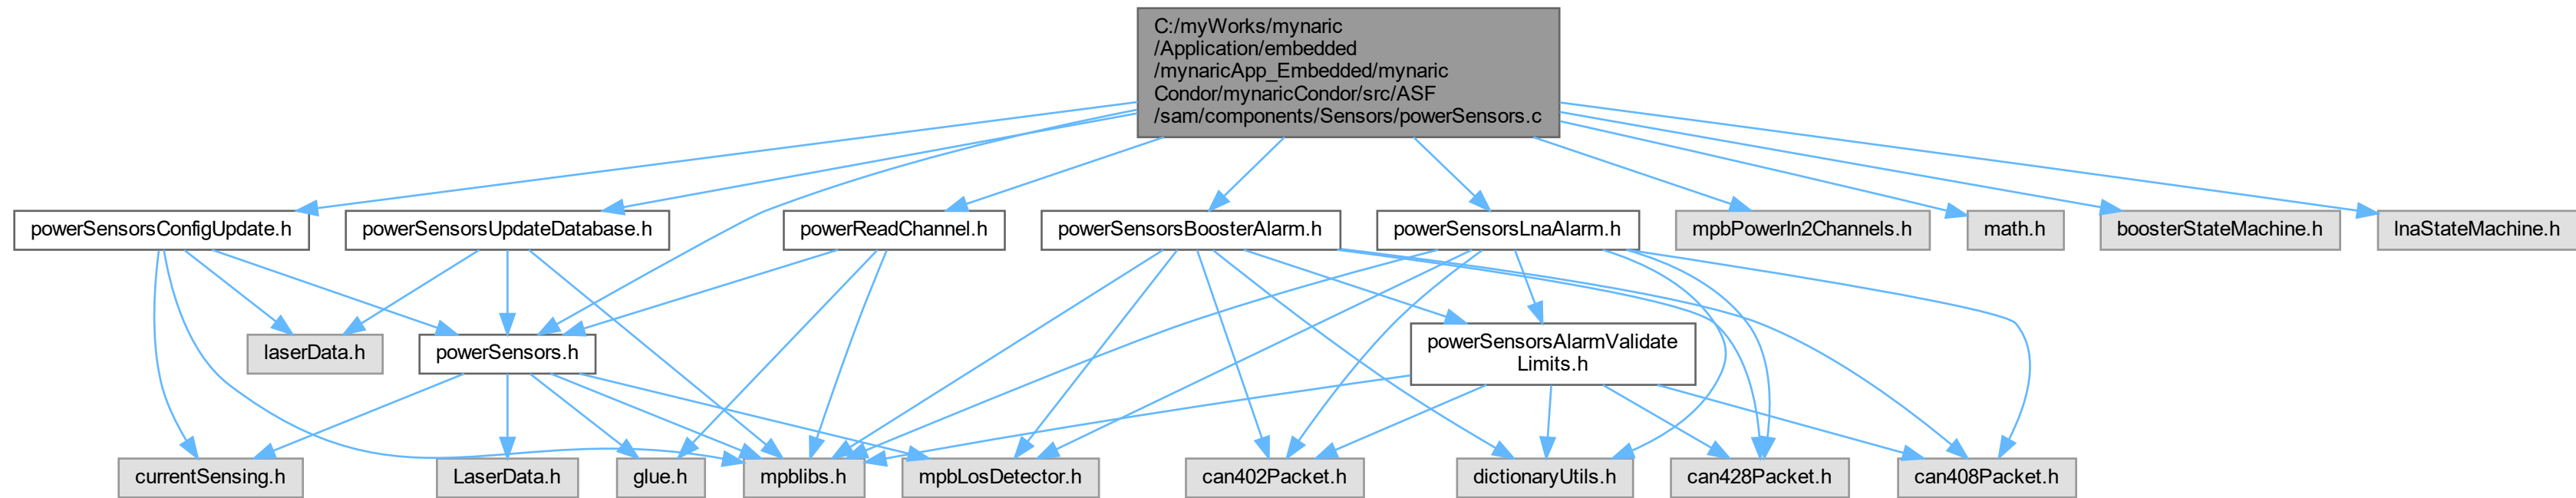 C:/myWorks/mynaric
/Application/embedded
/mynaricApp_Embedded/mynaric
Condor/mynaricCondor/src/ASF
/sam/components/Sensors/powerSensors.c
powerSensorsConfigUpdate.h
powerSensorsUpdateDatabase.h
powerReadChannel.h
powerSensorsBoosterAlarm.h
powerSensorsLnaAlarm.h
mpbPowerIn2Channels.h
math.h
boosterStateMachine.h
lnaStateMachine.h
laserData.h
powerSensors.h
powerSensorsAlarmValidate
Limits.h
currentSensing.h
LaserData.h
glue.h
mpblibs.h
mpbLosDetector.h
can402Packet.h
dictionaryUtils.h
can428Packet.h
can408Packet.h